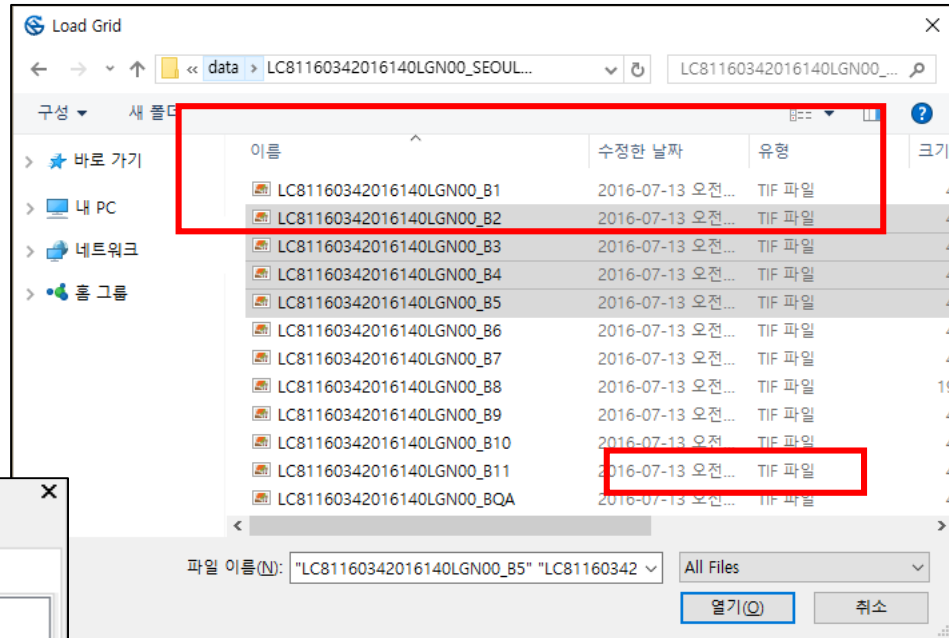 Load Grid
« data > LC81160342016140LGN00_SEOUL... LC81160342016140LGN00_...
구성 새 폴더
이름 수정한 날짜 유형 크기
바로 가기
내 PC
네트워크
홈 그룹
LC81160342016140LGN00_B1 2016-07-13 오전... TIF 파일
LC81160342016140LGN00_B2 2016-07-13 오전... TIF 파일
LC81160342016140LGN00_B3 2016-07-13 오전... TIF 파일
LC81160342016140LGN00_B4 2016-07-13 오전... TIF 파일
LC81160342016140LGN00_B5 2016-07-13 오전... TIF 파일
LC81160342016140LGN00_B6 2016-07-13 오전... TIF 파일
LC81160342016140LGN00_B7 2016-07-13 오전... TIF 파일
LC81160342016140LGN00_B8 2016-07-13 오전... TIF 파일
LC81160342016140LGN00_B9 2016-07-13 오전... TIF 파일
LC81160342016140LGN00_B10 2016-07-13 오전... TIF 파일
LC81160342016140LGN00_B11 2016-07-13 오전... TIF 파일
LC81160342016140LGN00_BQA 2016-07-13 오전... TIF 파일
파일 이름(N): "LC81160342016140LGN00_B5" "LC81160342 All Files
열기(O) 취소